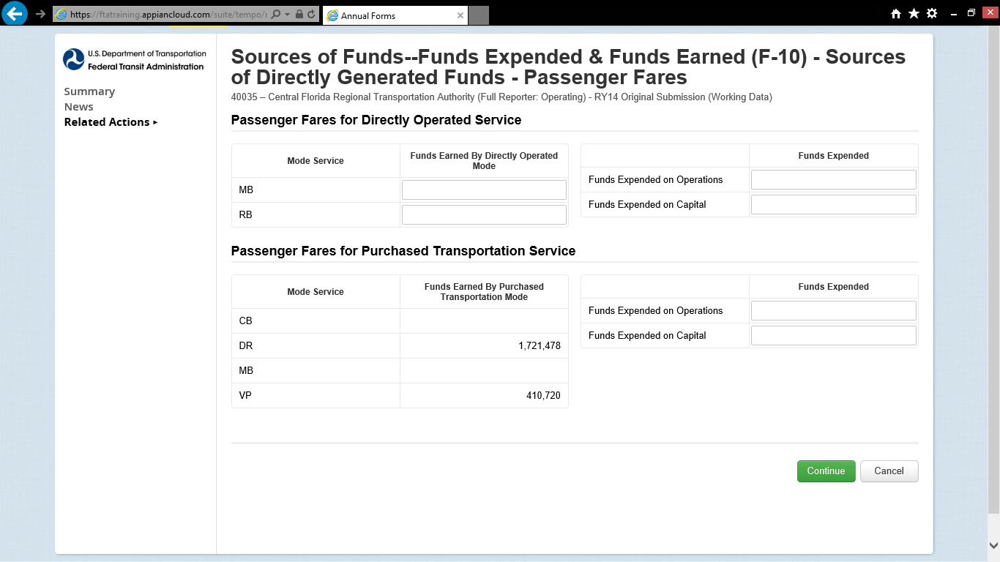 https://ftatraining.appiancloud.com/suite/tempo/
Annual Forms
U.S. Department of Transportation
Federal Transit Administration
Summary
News
Related Actions ▸
Sources of Funds--Funds Expended & Funds Earned (F-10) - Sources
of Directly Generated Funds - Passenger Fares
40035 – Central Florida Regional Transportation Authority (Full Reporter: Operating) - RY14 Original Submission (Working Data)
Passenger Fares for Directly Operated Service
Mode Service
Funds Earned By Directly Operated
Mode
MB
RB
Funds Expended
Funds Expended on Operations
Funds Expended on Capital
Passenger Fares for Purchased Transportation Service
Mode Service
Funds Earned By Purchased
Transportation Mode
CB
DR 1,721,478
MB
VP 410,720
Funds Expended
Funds Expended on Operations
Funds Expended on Capital
Continue
Cancel